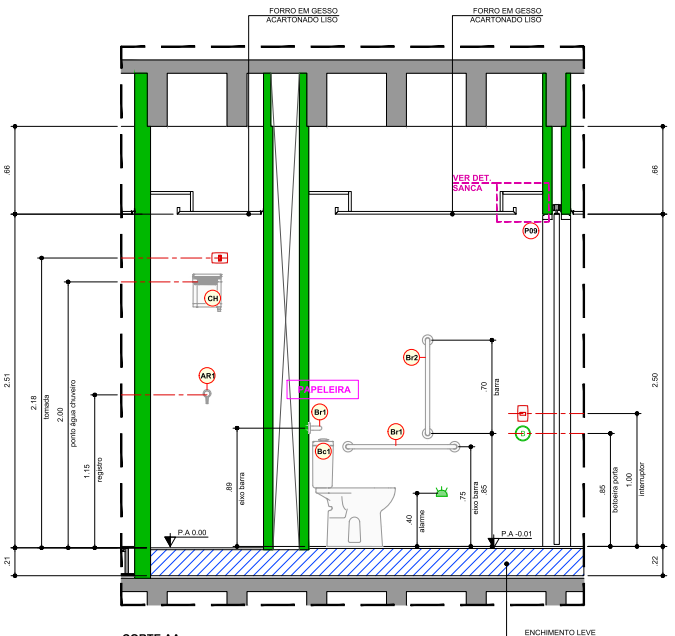 FORRO EM GESSO
ACARTONADO LISO
FORRO EM GESSO
ACARTONADO LISO
.66
.66
VER DET.
SANCA
P09
CH
2.51
2.18
tomada
2.00
ponto água chuveiro
1.15
registro
AR1
Br2
.70
barra
2.50
PAPELEIRA
Br1
Br1
Bc1
.89
eixo barra
.40
alarme
.75
eixo barra
.85
.85
botoeira porta
1.00
interruptor
P.A 0.00
P.A -0.01
.21
.22
CORTE AA
ENCHIMENTO LEVE